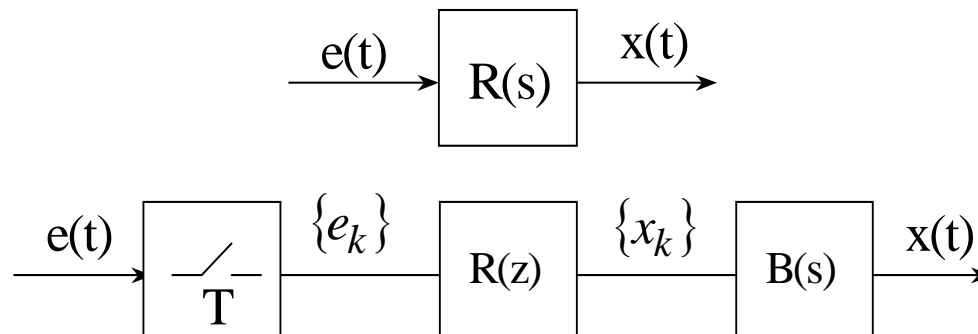 e(t) R(s) x(t)
e(t) T {e_k} R(z) {x_k} B(s) x(t)